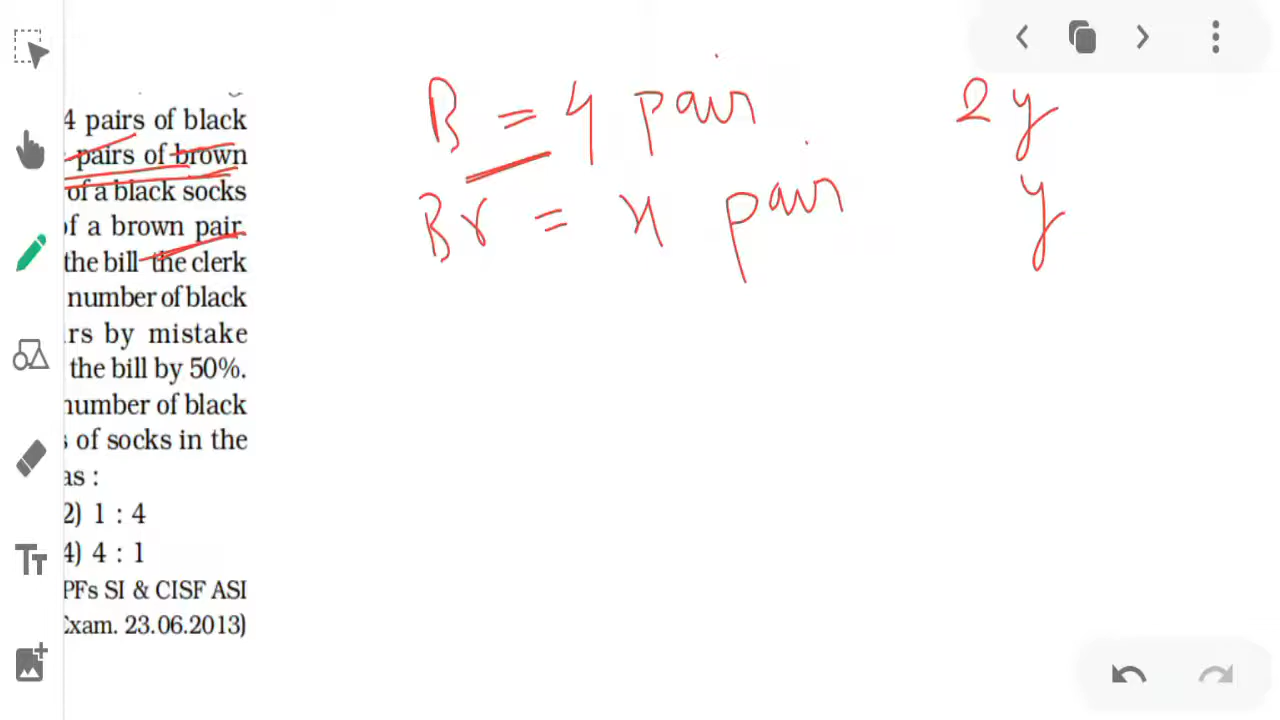 4 pairs of black
pairs of brown
of a black socks
of a brown pair.
the bill the clerk
number of black
rs by mistake
the bill by 50%.
number of black
s of socks in the
as :
2) 1 : 4
4) 4 : 1
PFs SI & CISF ASI
Exam. 23.06.2013)
B = 4 pair 2y
Br = x pair y
TT